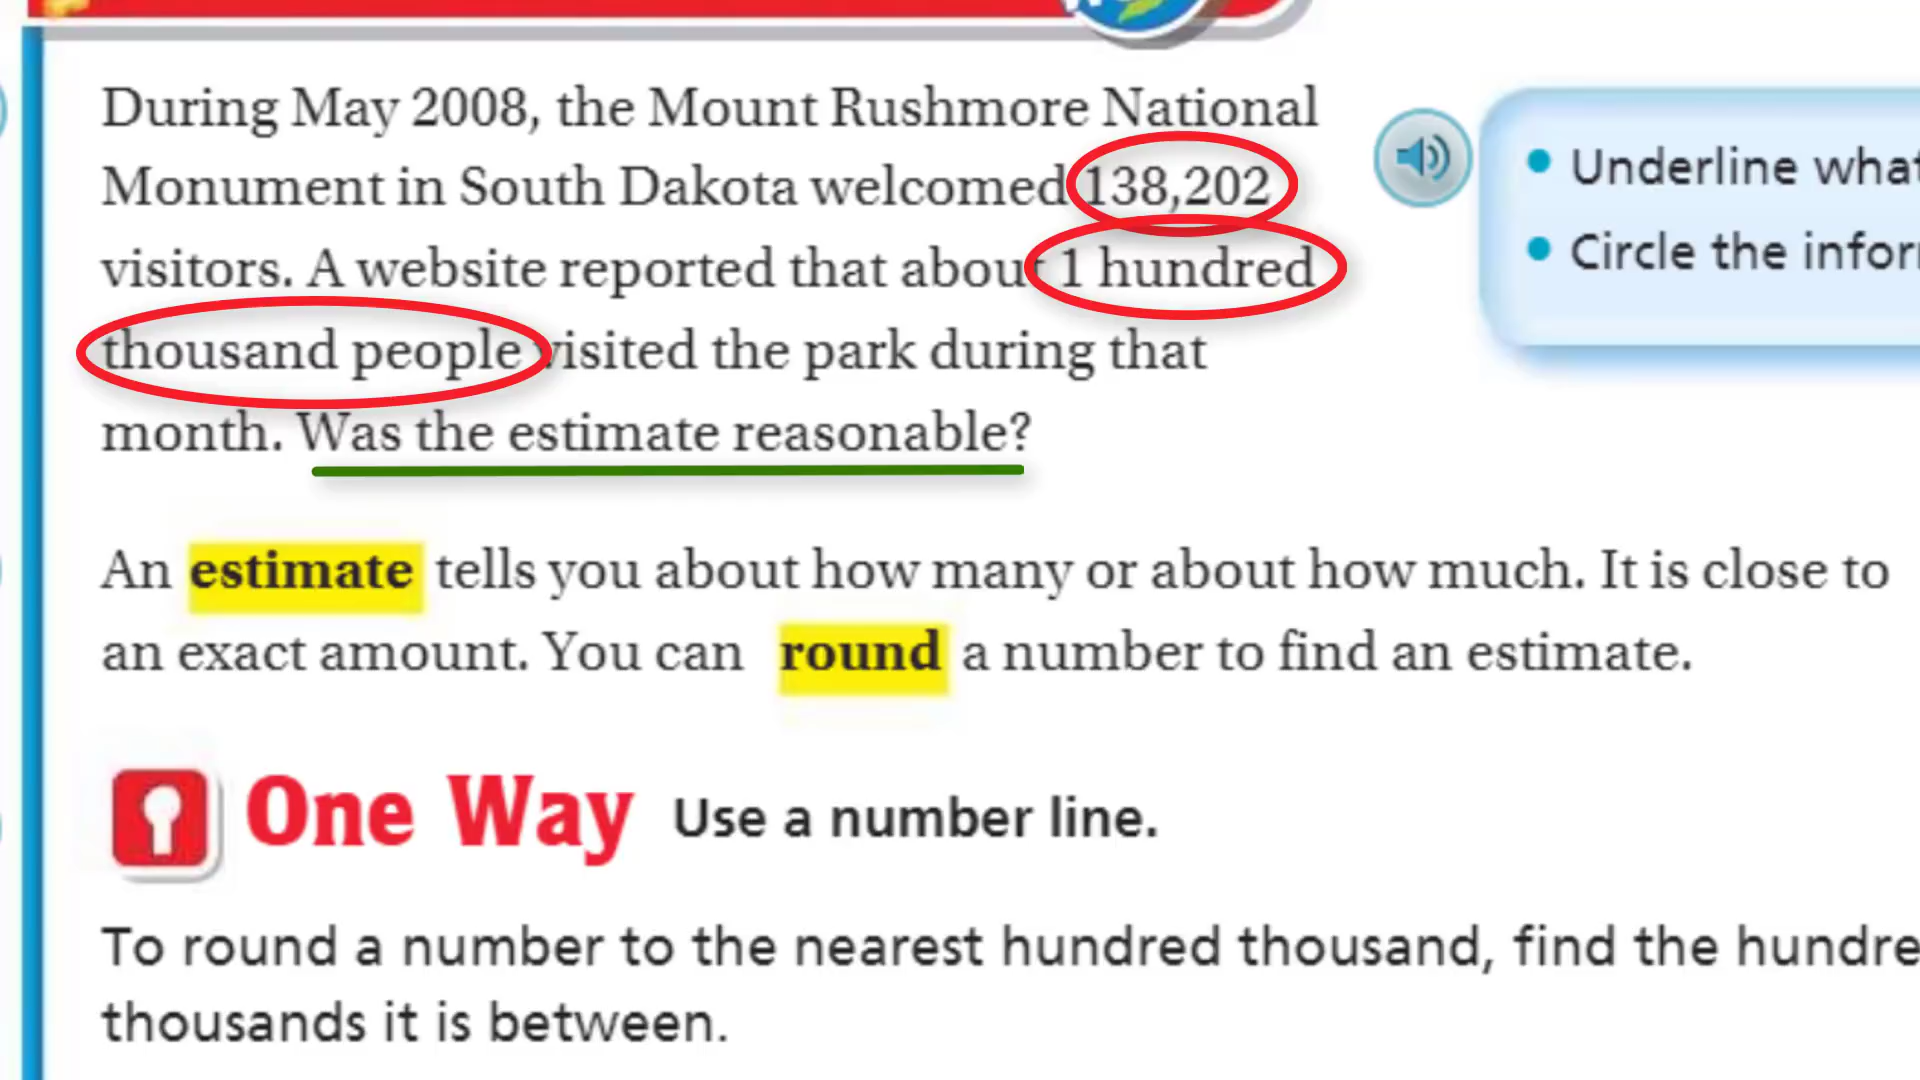 During May 2008, the Mount Rushmore National
Monument in South Dakota welcomed 138,202
visitors. A website reported that about 1 hundred
thousand people visited the park during that
month. Was the estimate reasonable?
Underline what
Circle the infor
An estimate tells you about how many or about how much. It is close to
an exact amount. You can round a number to find an estimate.
One Way Use a number line.
To round a number to the nearest hundred thousand, find the hundre
thousands it is between.